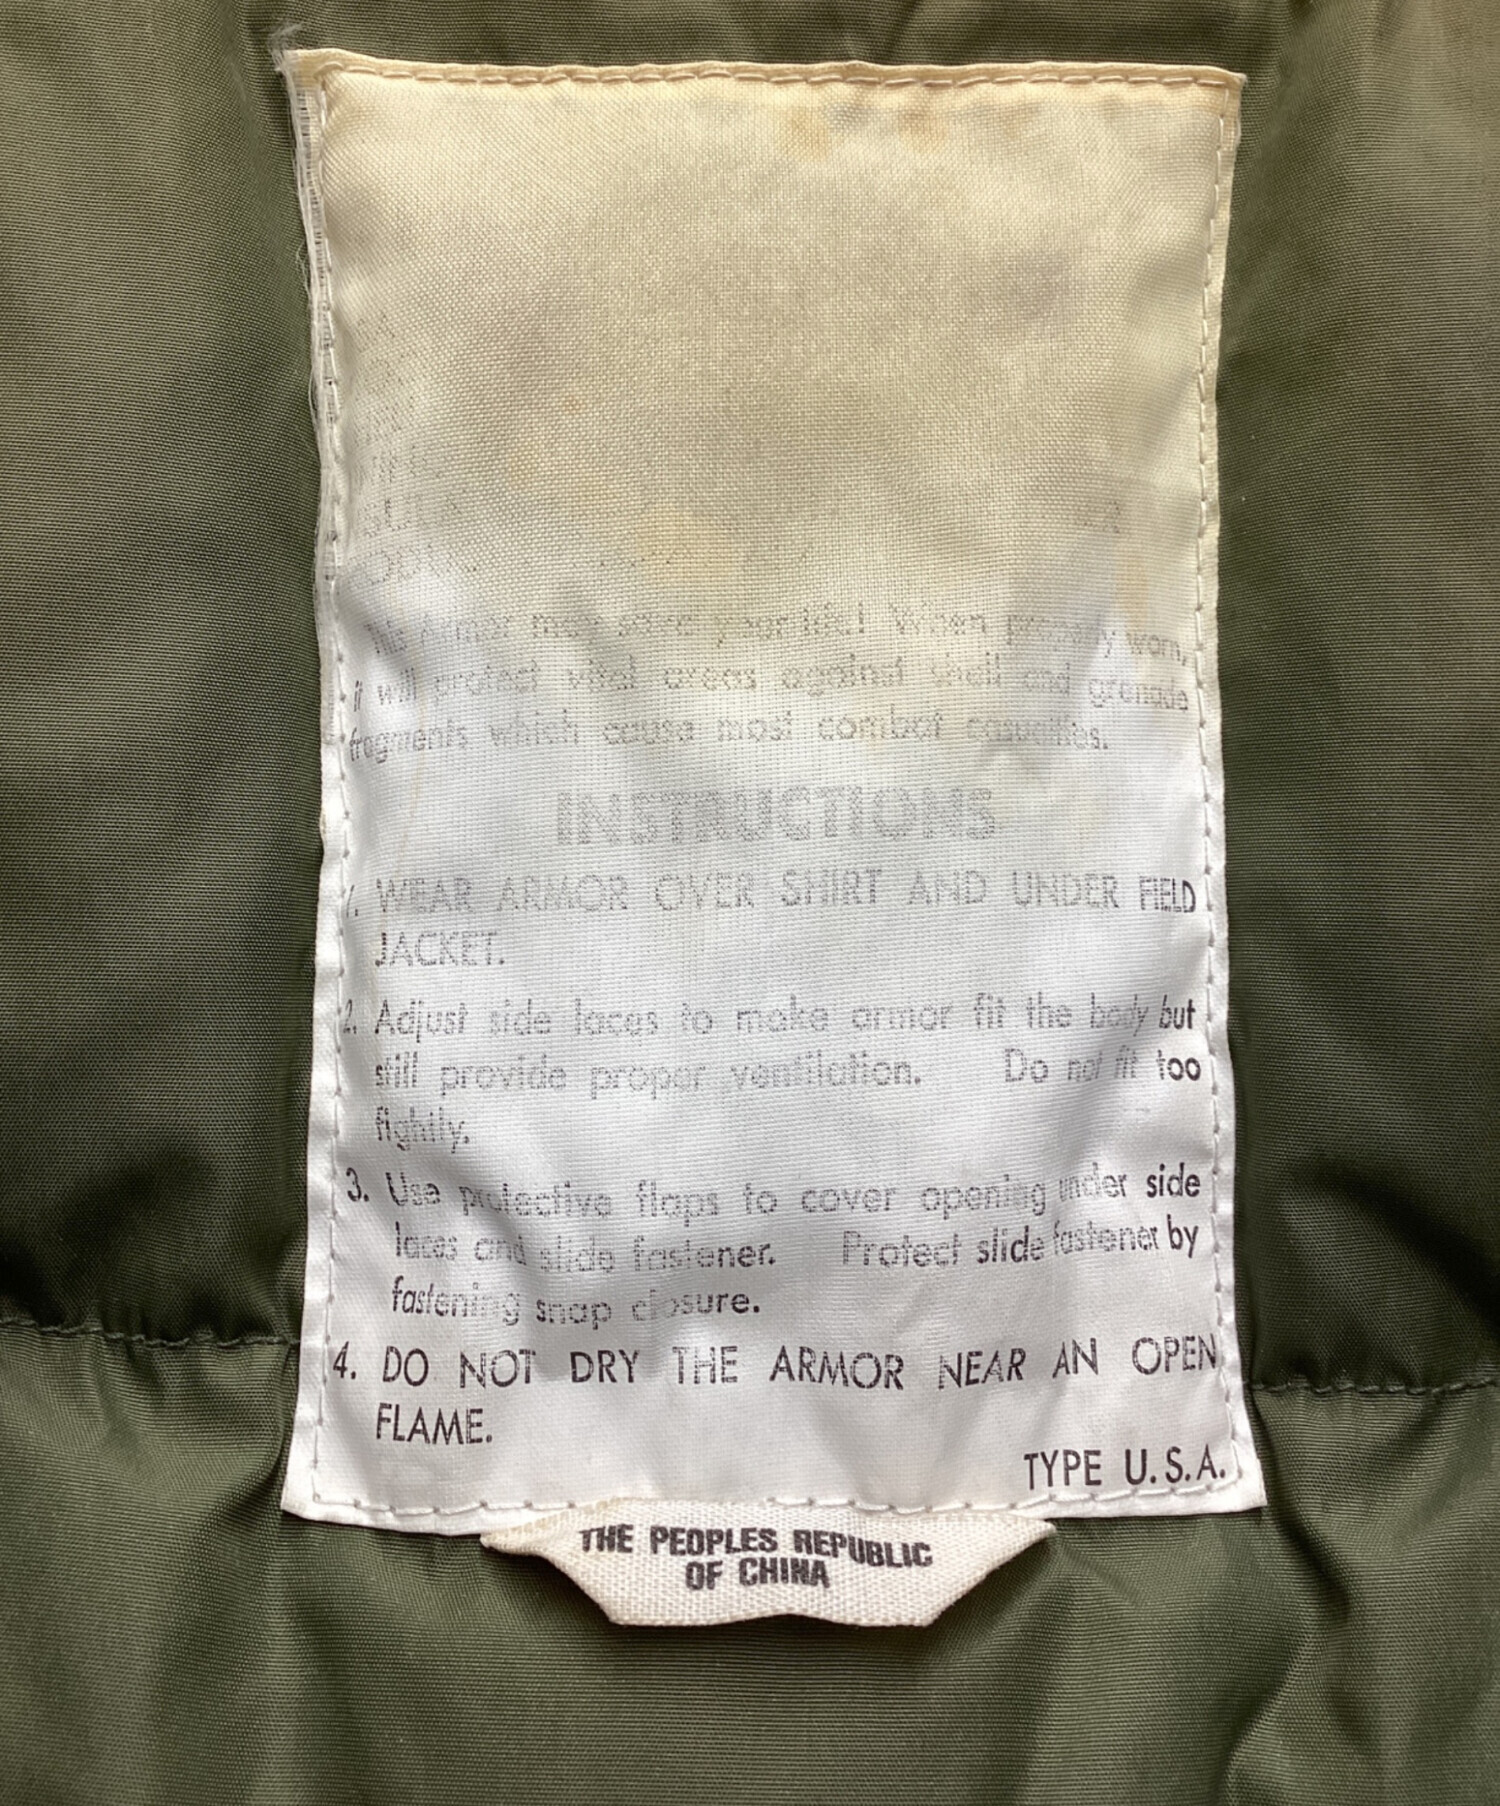 This Armor may save your life! When properly worn,
it will protect vital areas against shell and grenade
fragments which cause most combat casualties.
INSTRUCTIONS
1. WEAR ARMOR OVER SHIRT AND UNDER FIELD
JACKET.
2. Adjust side laces to make armor fit the body but
still provide proper ventilation. Do not fit too
tightly.
3. Use protective flaps to cover opening under side
laces and slide fastener. Protect slide fastener by
fastening snap closure.
4. DO NOT DRY THE ARMOR NEAR AN OPEN
FLAME.
TYPE U.S.A.
THE PEOPLES REPUBLIC
OF CHINA